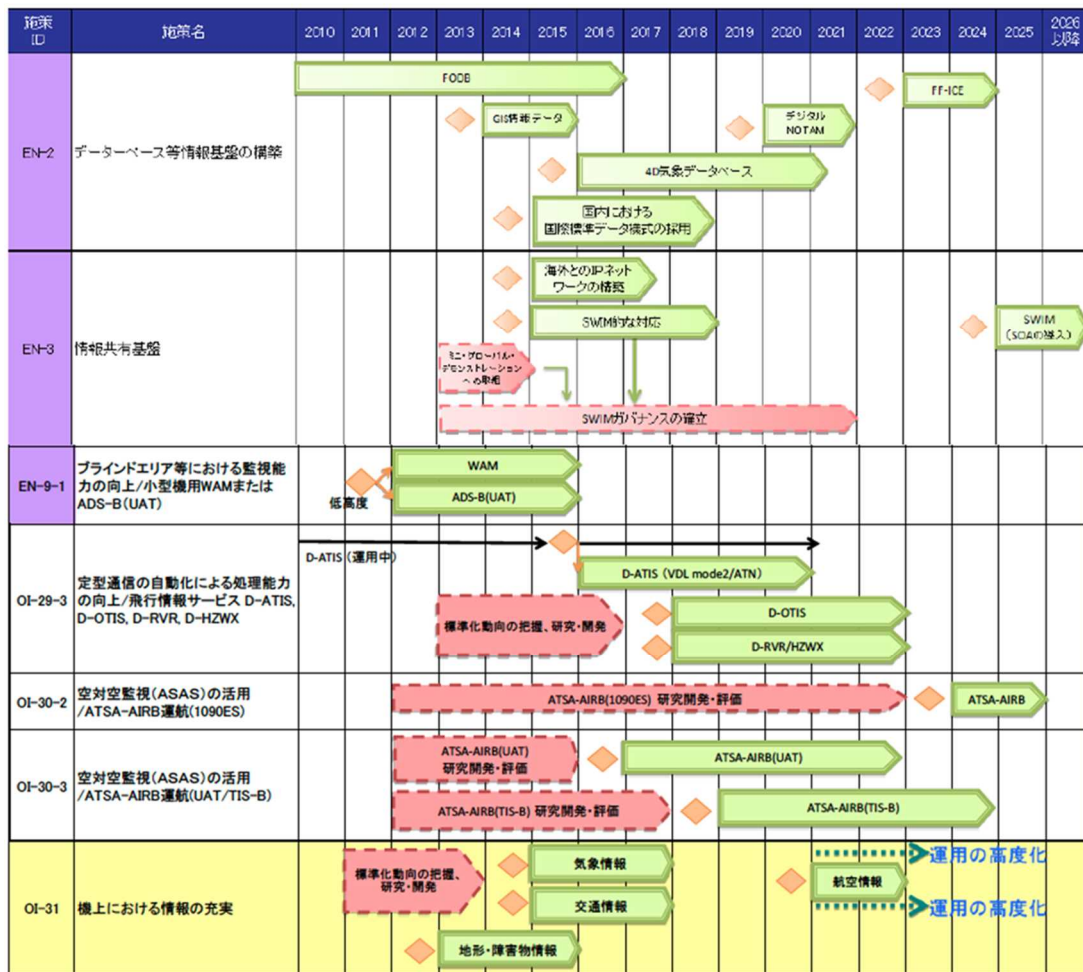 施策
ID
施策名
2010
2011
2012
2013
2014
2015
2016
2017
2018
2019
2020
2021
2022
2023
2024
2025
2026
以降
EN-2
データーベース等情報基盤の構築
FODB
GIS情報データ
デジタル
NOTAM
FF-ICE
4D気象データベース
国内における
国際標準データ様式の採用
EN-3
情報共有基盤
海外とのIPネット
ワークの構築
SWIM的な対応
SWIM
(SOAの導入)
ミニ・グローバル・
デモンストレーション
への取組
SWIMガバナンスの確立
EN-9-1
ブラインドエリア等における監視能
力の向上/小型機用WAMまたは
ADS-B(UAT)
低高度
WAM
ADS-B(UAT)
OI-29-3
定型通信の自動化による処理能力
の向上/飛行情報サービス D-ATIS,
D-OTIS, D-RVR, D-HZWX
D-ATIS (運用中)
D-ATIS (VDL mode2/ATN)
標準化動向の把握、研究・開発
D-OTIS
D-RVR/HZWX
OI-30-2
空対空監視(ASAS)の活用
/ATSA-AIRB運航(1090ES)
ATSA-AIRB(1090ES) 研究開発・評価
ATSA-AIRB
OI-30-3
空対空監視(ASAS)の活用
/ATSA-AIRB運航(UAT/TIS-B)
ATSA-AIRB(UAT)
研究開発・評価
ATSA-AIRB(UAT)
ATSA-AIRB(TIS-B) 研究開発・評価
ATSA-AIRB(TIS-B)
OI-31
機上における情報の充実
標準化動向の把握、
研究・開発
気象情報
交通情報
地形・障害物情報
運用の高度化
航空情報
運用の高度化